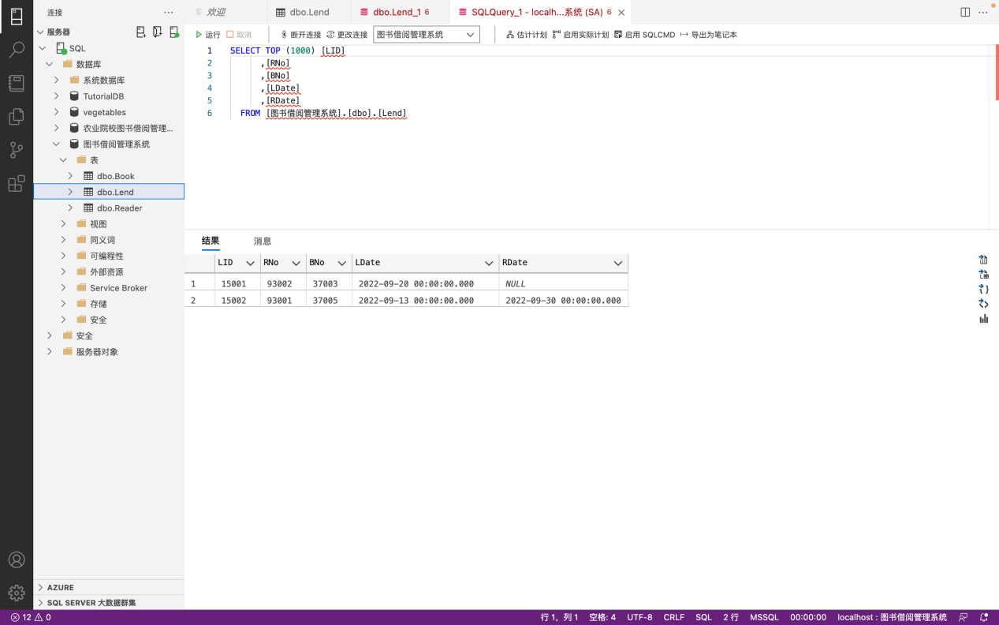 连接
欢迎
dbo.Lend
dbo.Lend_1 6
SQLQuery_1 - localh...系统 (SA) 6
服务器
运行 取消 断开连接 更改连接 图书借阅管理系统 估计计划 启用实际计划 启用 SQLCMD 导出为笔记本
SQL
数据库
系统数据库
TutorialDB
vegetables
农业院校图书借阅管理...
图书借阅管理系统
表
dbo.Book
dbo.Lend
dbo.Reader
视图
同义词
可编程性
外部资源
Service Broker
存储
安全
安全
服务器对象
AZURE
SQL SERVER 大数据群集
1 SELECT TOP (1000) [LID]
2 ,[RNo]
3 ,[BNo]
4 ,[LDate]
5 ,[RDate]
6 FROM [图书借阅管理系统].[dbo].[Lend]
结果 消息
LID RNo BNo LDate RDate
1 15001 93002 37003 2022-09-20 00:00:00.000 NULL
2 15002 93001 37005 2022-09-13 00:00:00.000 2022-09-30 00:00:00.000
12 0 行 1，列 1 空格: 4 UTF-8 CRLF SQL 2 行 MSSQL 00:00:00 localhost : 图书借阅管理系统